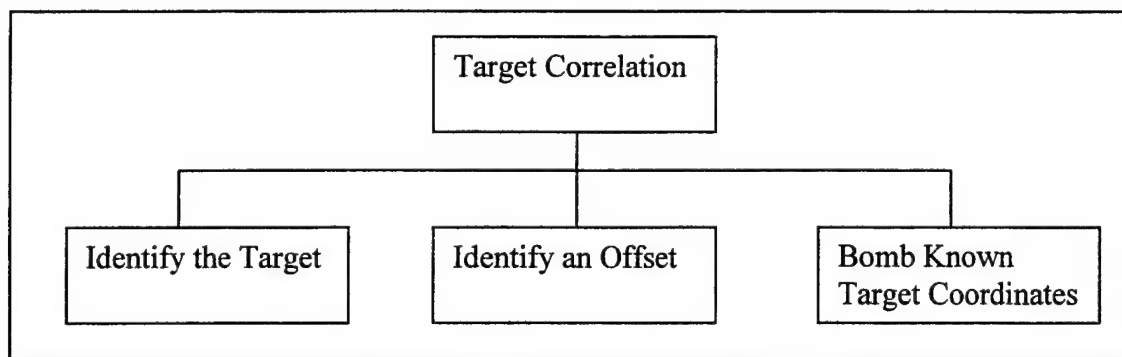 Target Correlation
Identify the Target
Identify an Offset
Bomb Known
Target Coordinates